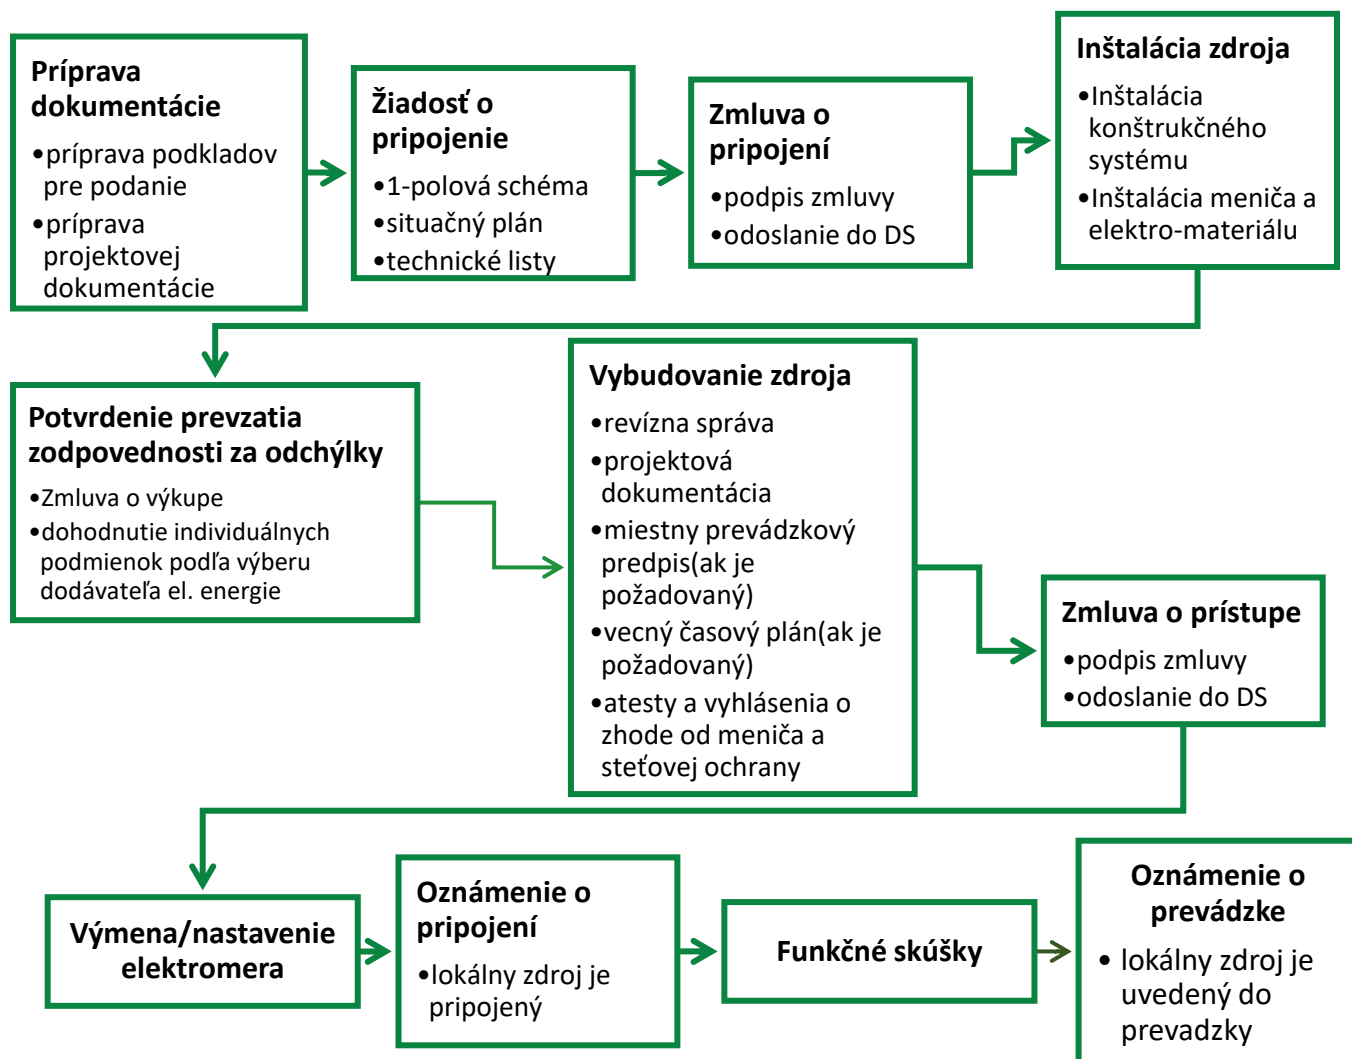 Príprava
dokumentácie
•príprava podkladov
pre podanie
•príprava
projektovej
dokumentácie
Žiadosť o
pripojenie
•1-polová schéma
•situačný plán
•technické listy
Zmluva o
pripojení
•podpis zmluvy
•odoslanie do DS
Inštalácia zdroja
•Inštalácia
konštrukčného
systému
•Inštalácia meniča a
elektro-materiálu
Potvrdenie prevzatia
zodpovednosti za odchýlky
•Zmluva o výkupe
•dohodnutie individuálnych
podmienok podľa výberu
dodávateľa el. energie
Vybudovanie zdroja
•revízna správa
•projektová
dokumentácia
•miestny prevádzkový
predpis(ak je
požadovaný)
•vecný časový plán(ak je
požadovaný)
•atesty a vyhlásenia o
zhode od meniča a
steťovej ochrany
Zmluva o prístupe
•podpis zmluvy
•odoslanie do DS
Výmena/nastavenie
elektromera
Oznámenie o
pripojení
•lokálny zdroj je
pripojený
Funkčné skúšky
Oznámenie o
prevádzke
• lokálny zdroj je
uvedený do
prevadzky